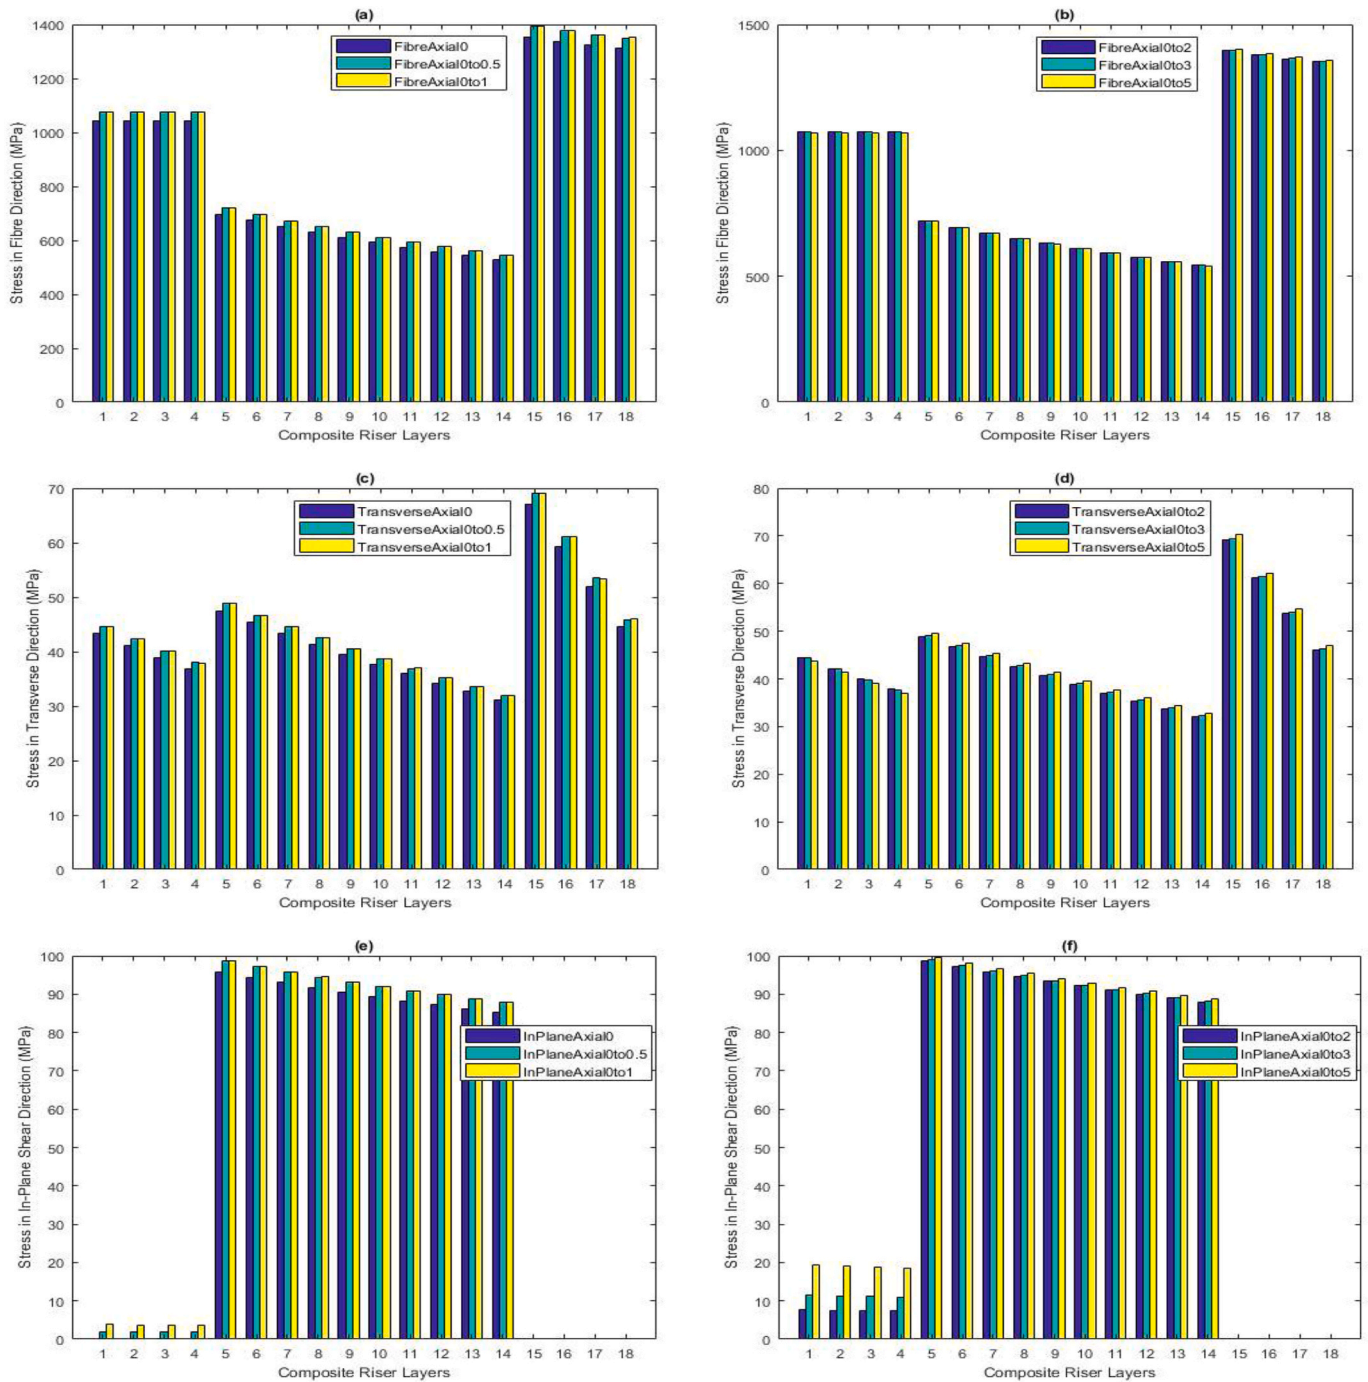 (a)
1400
1200
1000
800
600
400
200
0
Stress in Fibre Direction (MPa)
FibreAxial0
FibreAxial0to0.5
FibreAxial0to1
1 2 3 4 5 6 7 8 9 10 11 12 13 14 15 16 17 18
Composite Riser Layers
(b)
1500
1000
500
0
Stress in Fibre Direction (MPa)
FibreAxial0to2
FibreAxial0to3
FibreAxial0to5
1 2 3 4 5 6 7 8 9 10 11 12 13 14 15 16 17 18
Composite Riser Layers
(c)
70
60
50
40
30
20
10
0
Stress in Transverse Direction (MPa)
TransverseAxial0
TransverseAxial0to0.5
TransverseAxial0to1
1 2 3 4 5 6 7 8 9 10 11 12 13 14 15 16 17 18
Composite Riser Layers
(d)
80
70
60
50
40
30
20
10
0
Stress in Transverse Direction (MPa)
TransverseAxial0to2
TransverseAxial0to3
TransverseAxial0to5
1 2 3 4 5 6 7 8 9 10 11 12 13 14 15 16 17 18
Composite Riser Layers
(e)
100
90
80
70
60
50
40
30
20
10
0
Stress in In-Plane Shear Direction (MPa)
InPlaneAxial0
InPlaneAxial0to0.5
InPlaneAxial0to1
1 2 3 4 5 6 7 8 9 10 11 12 13 14 15 16 17 18
Composite Riser Layers
(f)
100
90
80
70
60
50
40
30
20
10
0
Stress in In-Plane Shear Direction (MPa)
InPlaneAxial0to2
InPlaneAxial0to3
InPlaneAxial0to5
1 2 3 4 5 6 7 8 9 10 11 12 13 14 15 16 17 18
Composite Riser Layers